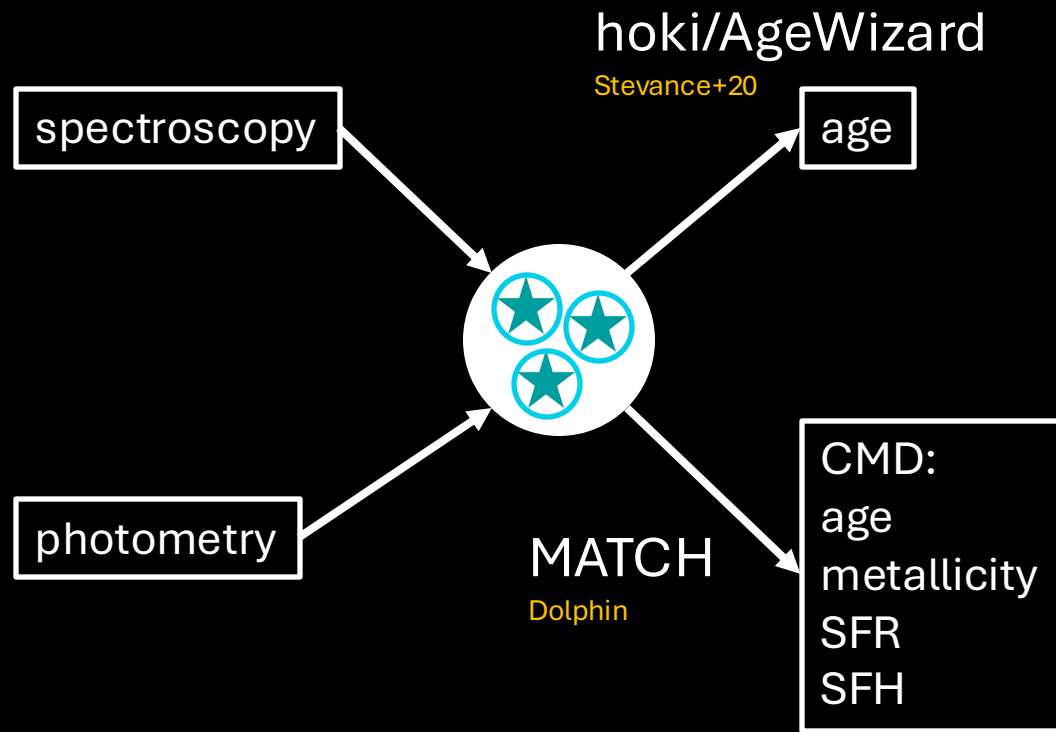 hoki/AgeWizard
Stevance+20
spectroscopy
age
photometry
MATCH
Dolphin
CMD:
age
metallicity
SFR
SFH